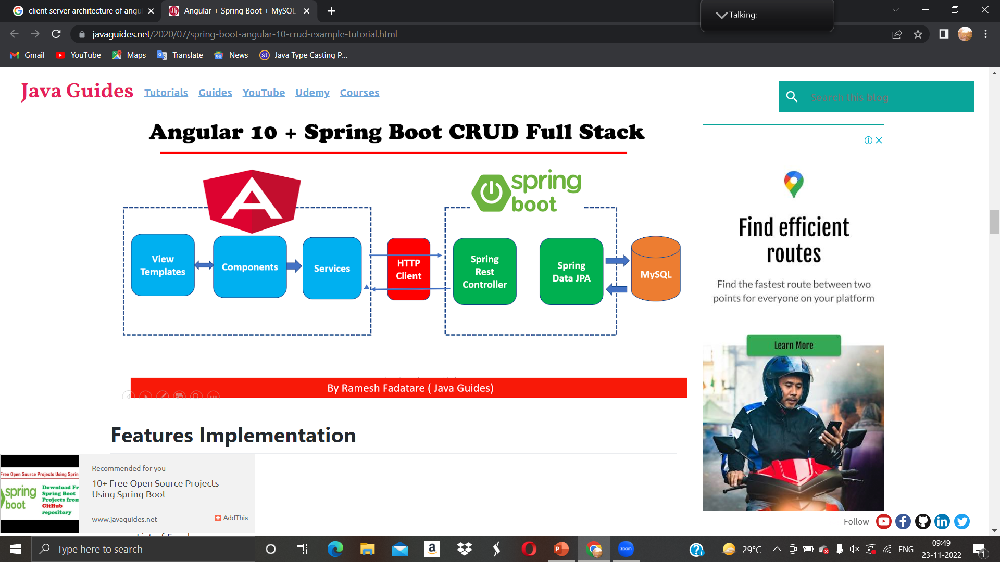 client server architecture of angu
Angular + Spring Boot + MySQL
Talking:
javaguides.net/2020/07/spring-boot-angular-10-crud-example-tutorial.html
Gmail
YouTube
Maps
Translate
News
Java Type Casting P...
Java Guides
Tutorials
Guides
YouTube
Udemy
Courses
Search this blog
Angular 10 + Spring Boot CRUD Full Stack
spring
boot
View
Templates
Components
Services
HTTP
Client
Spring
Rest
Controller
Spring
Data JPA
MySQL
By Ramesh Fadatare ( Java Guides)
Find efficient
routes
Find the fastest route between two
points for everyone on your platform
Learn More
Features Implementation
Free Open Source Projects Using Sprin
spring
boot
Download Fr
Spring Boot
Projects from
GitHub
repository
Recommended for you
10+ Free Open Source Projects
Using Spring Boot
www.javaguides.net
AddThis
Follow
Type here to search
zoom
29°C
ENG
09:49
23-11-2022
1